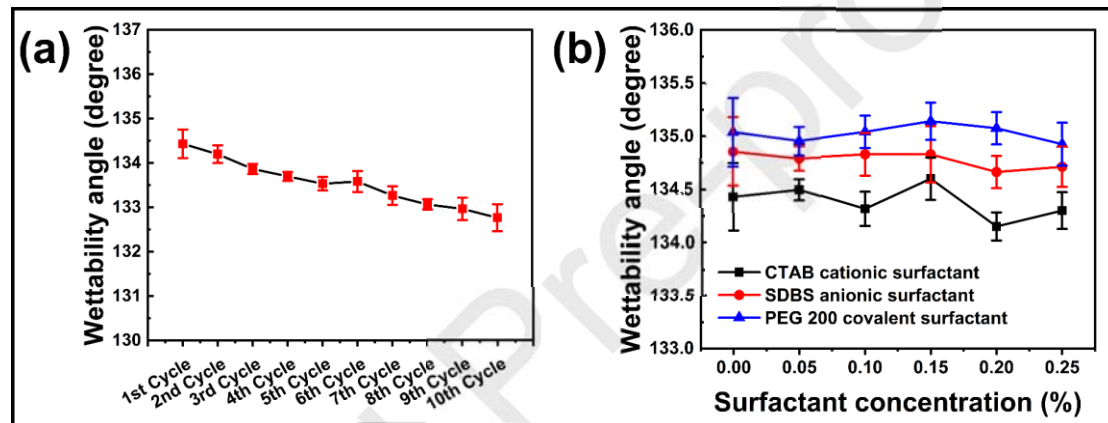 (a)
Wettability angle (degree)
137
136
135
134
133
132
131
130
1st Cycle
2nd Cycle
3rd Cycle
4th Cycle
5th Cycle
6th Cycle
7th Cycle
8th Cycle
9th Cycle
10th Cycle
(b)
Wettability angle (degree)
136.0
135.5
135.0
134.5
134.0
133.5
133.0
CTAB cationic surfactant
SDBS anionic surfactant
PEG 200 covalent surfactant
0.00 0.05 0.10 0.15 0.20 0.25
Surfactant concentration (%)